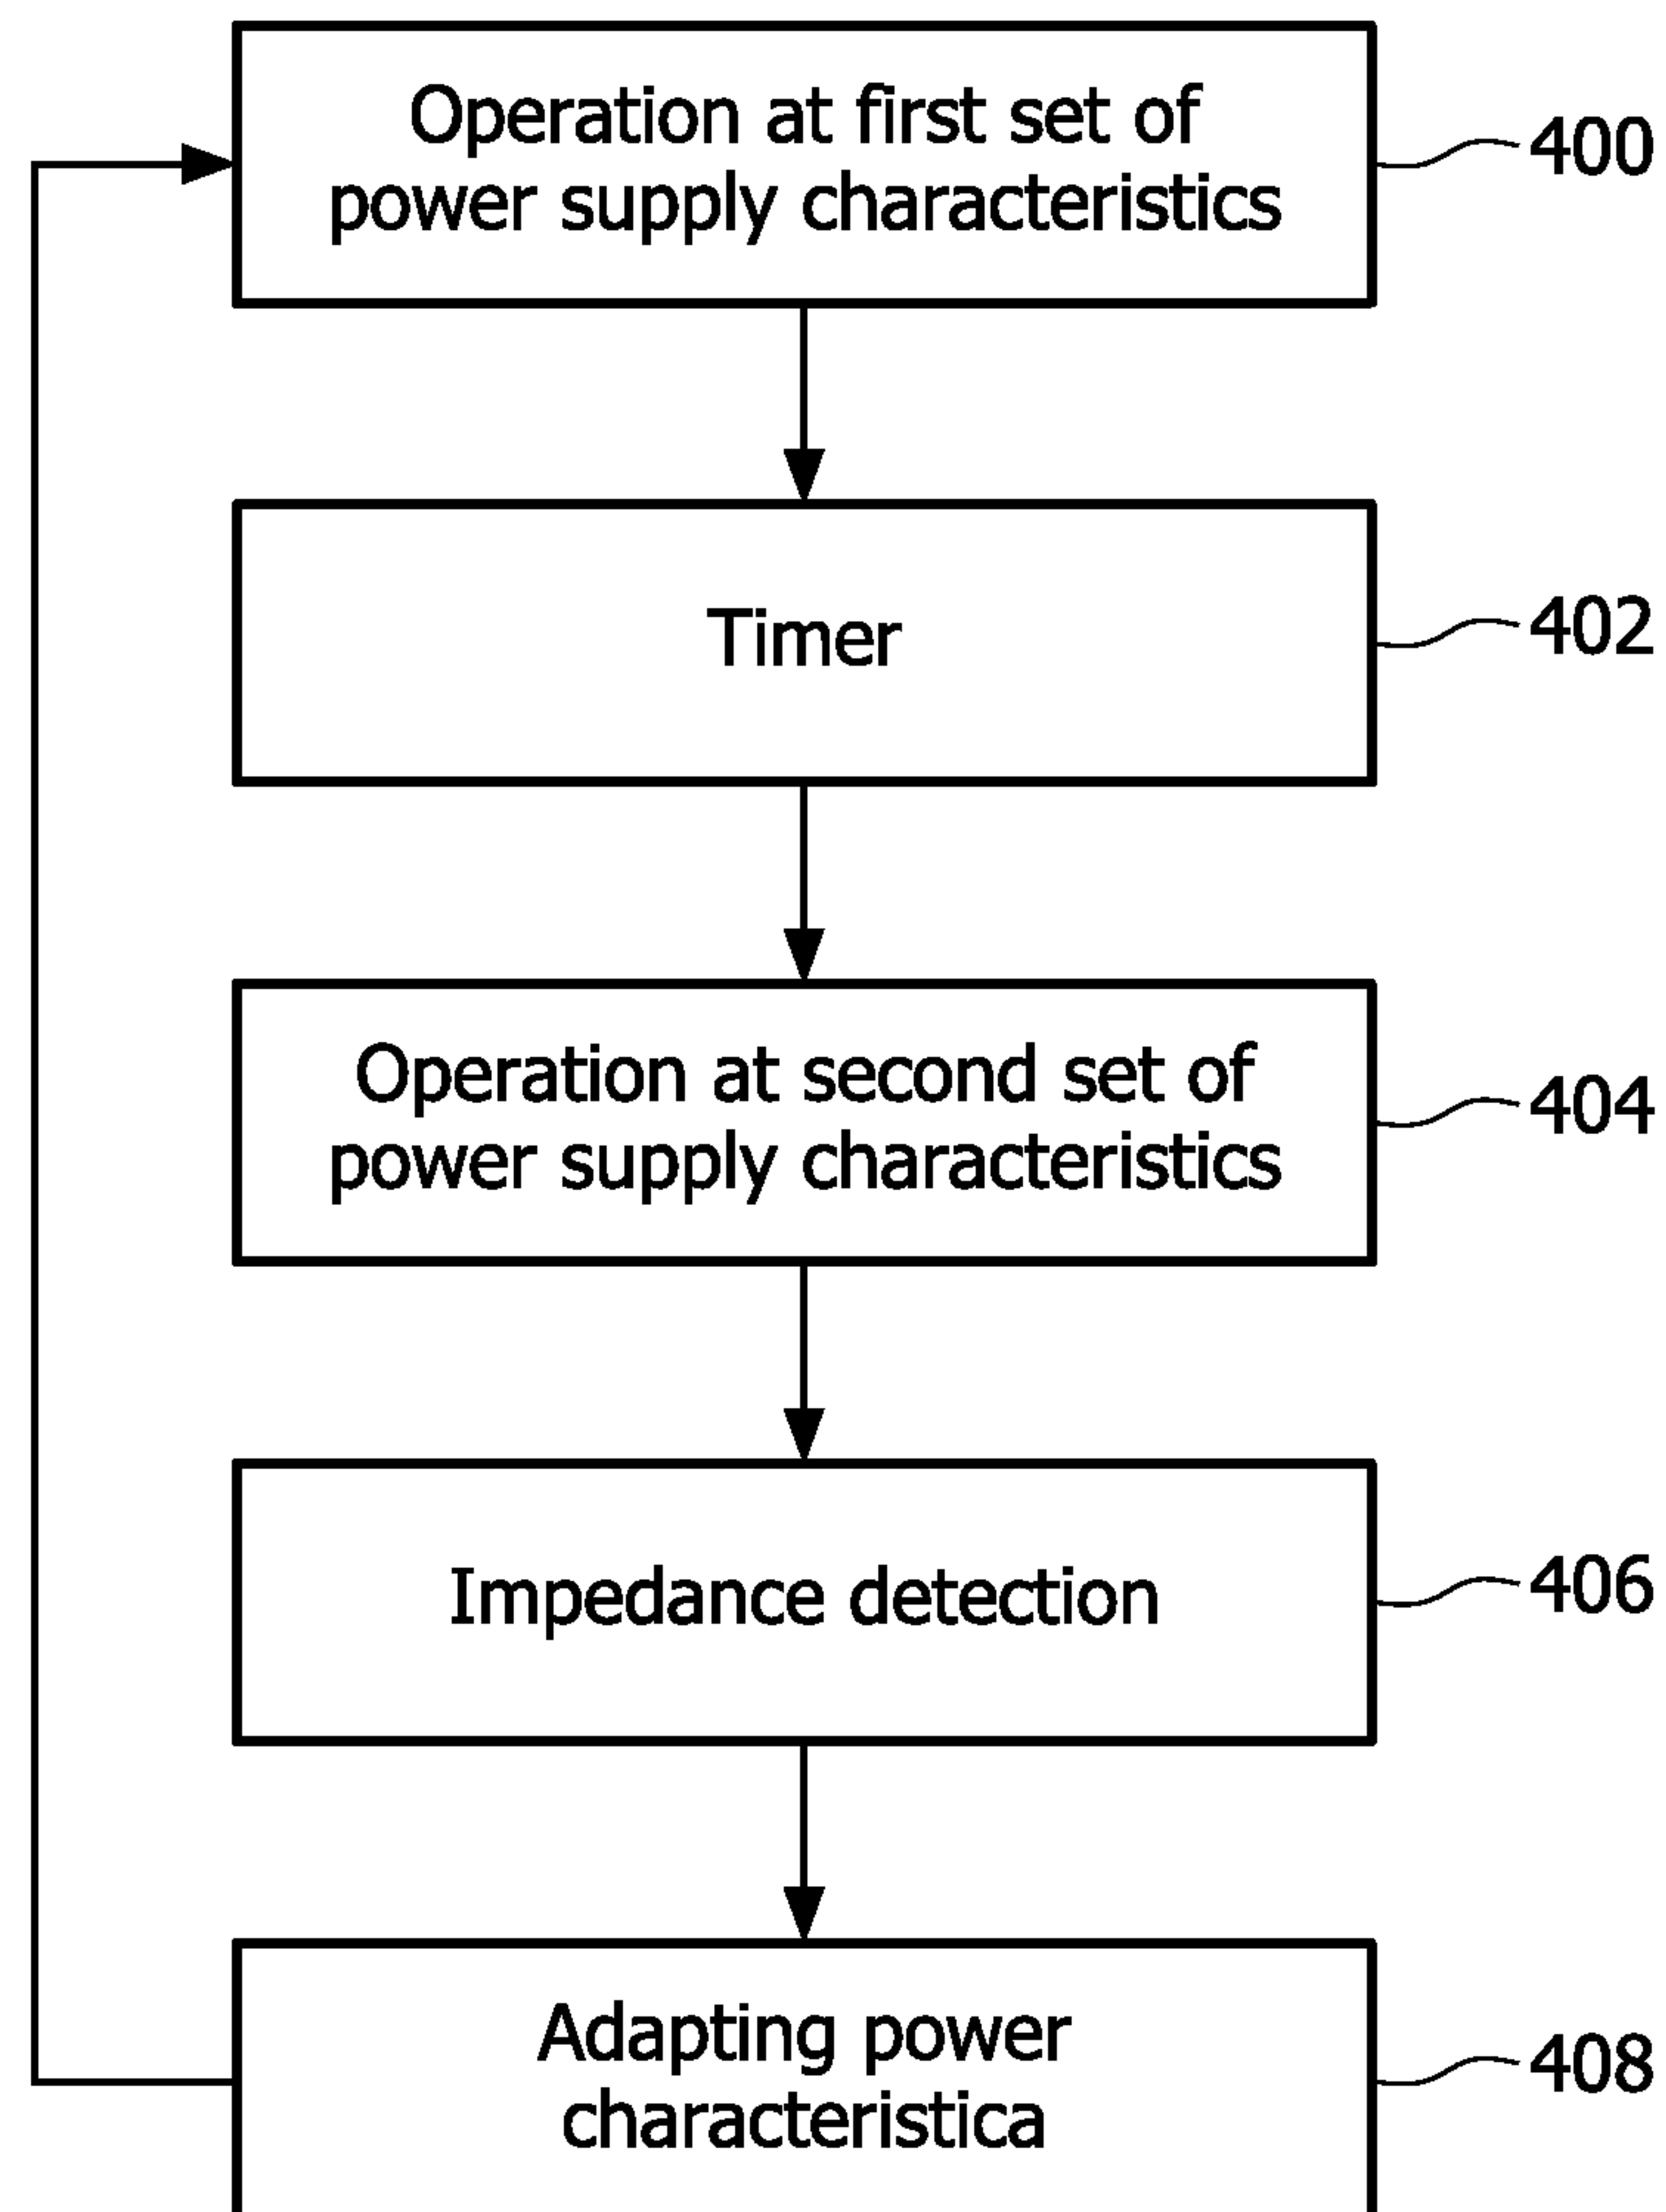 Operation at first set of
power supply characteristics
400
Timer
402
Operation at second set of
power supply characteristics
404
Impedance detection
406
Adapting power
characteristica
408